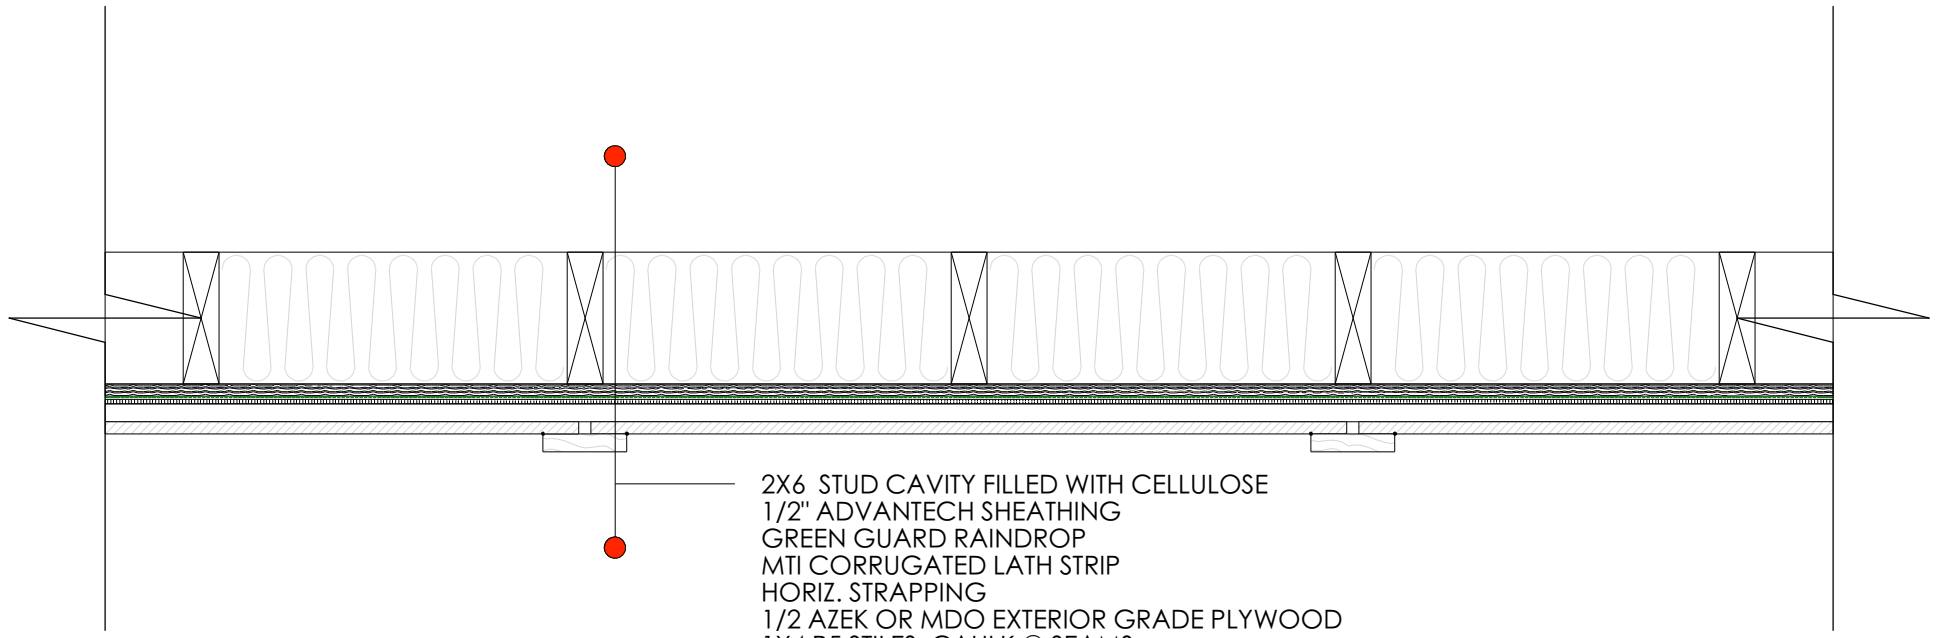 2X6 STUD CAVITY FILLED WITH CELLULOSE
1/2" ADVANTECH SHEATHING
GREEN GUARD RAINDROP
MTI CORRUGATED LATH STRIP
HORIZ. STRAPPING
1/2 AZEK OR MDO EXTERIOR GRADE PLYWOOD